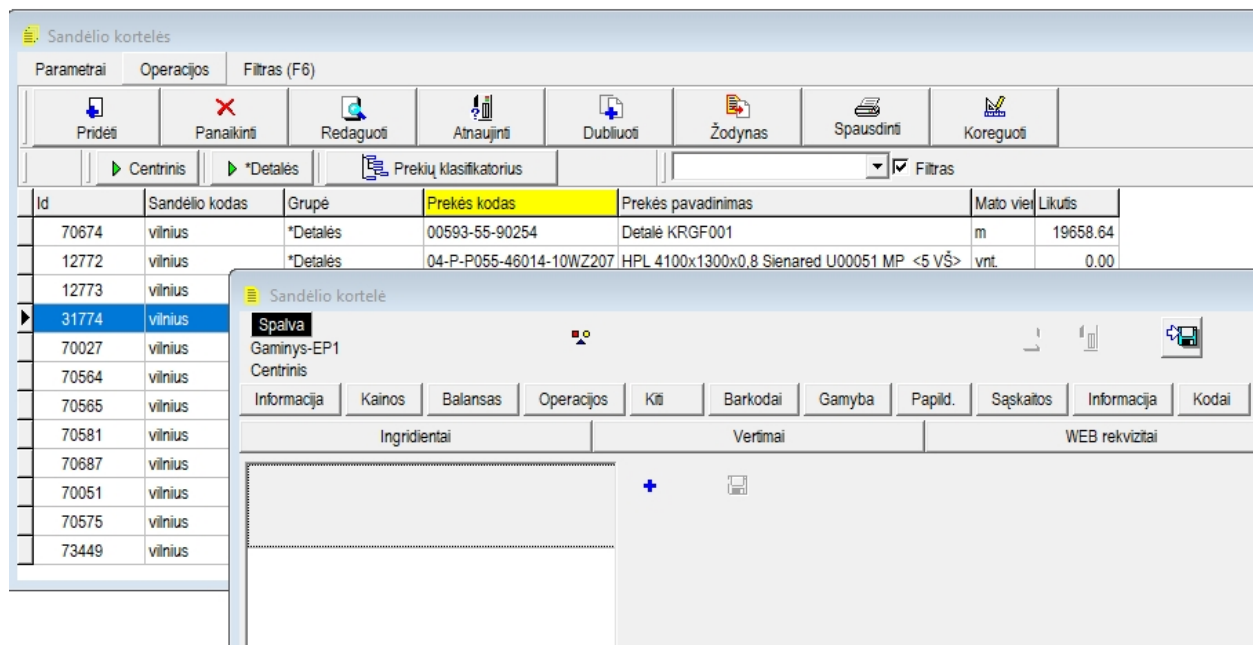 Sandėlio kortelės
Parametrai Operacijos Filtras (F6)
Pridėti Panaikinti Redaguoti Atnaujinti Dubliuoti Žodynas Spausdinti Koreguoti
Centrinis *Detalės Prekių klasifikatorius Filtras
Id Sandėlio kodas Grupė Prekės kodas Prekės pavadinimas Mato vie Likutis
70674 vilnius *Detalės 00593-55-90254 Detalė KRGF001 m 19658.64
12772 vilnius *Detalės 04-P-P055-46014-10WZ207 HPL 4100x1300x0,8 Sienared U00051 MP <5 VŠ> vnt. 0.00
12773 vilnius
31774 vilnius
70027 vilnius
70564 vilnius
70565 vilnius
70581 vilnius
70687 vilnius
70051 vilnius
70575 vilnius
73449 vilnius
Sandėlio kortelė
Spalva
Gaminys-EP1
Centrinis
Informacija Kainos Balansas Operacijos Kiti Barkodai Gamyba Papild. Sąskaitos Informacija Kodai
Ingridientai Vertimai WEB rekvizitai